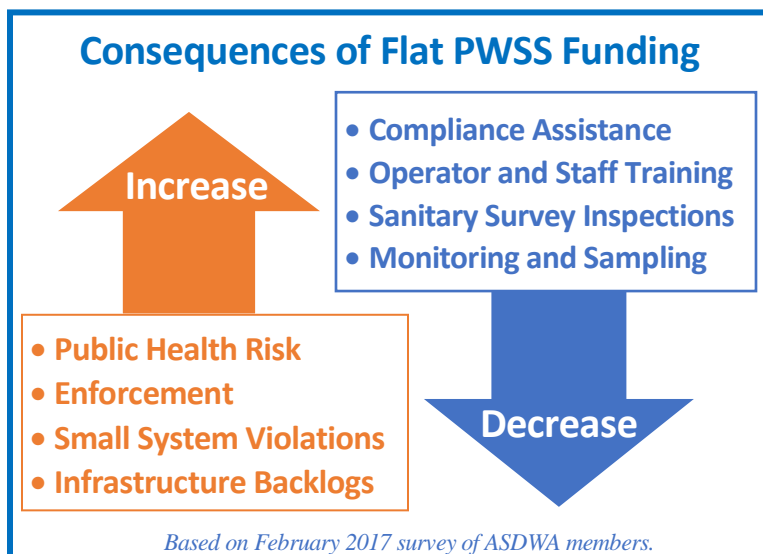 Consequences of Flat PWSS Funding
Increase
• Public Health Risk
• Enforcement
• Small System Violations
• Infrastructure Backlogs
• Compliance Assistance
• Operator and Staff Training
• Sanitary Survey Inspections
• Monitoring and Sampling
Decrease
Based on February 2017 survey of ASDWA members.